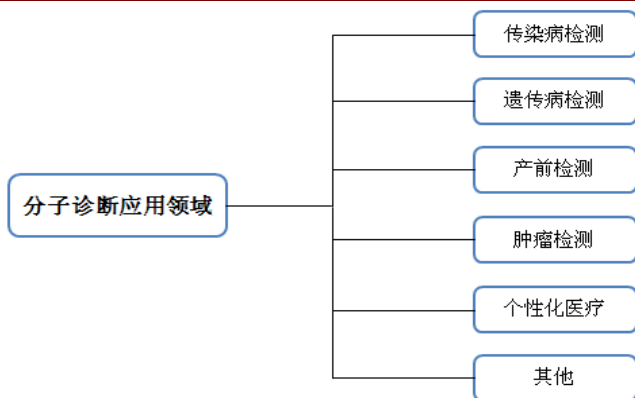 传染病检测
遗传病检测
产前检测
分子诊断应用领域
肿瘤检测
个性化医疗
其他